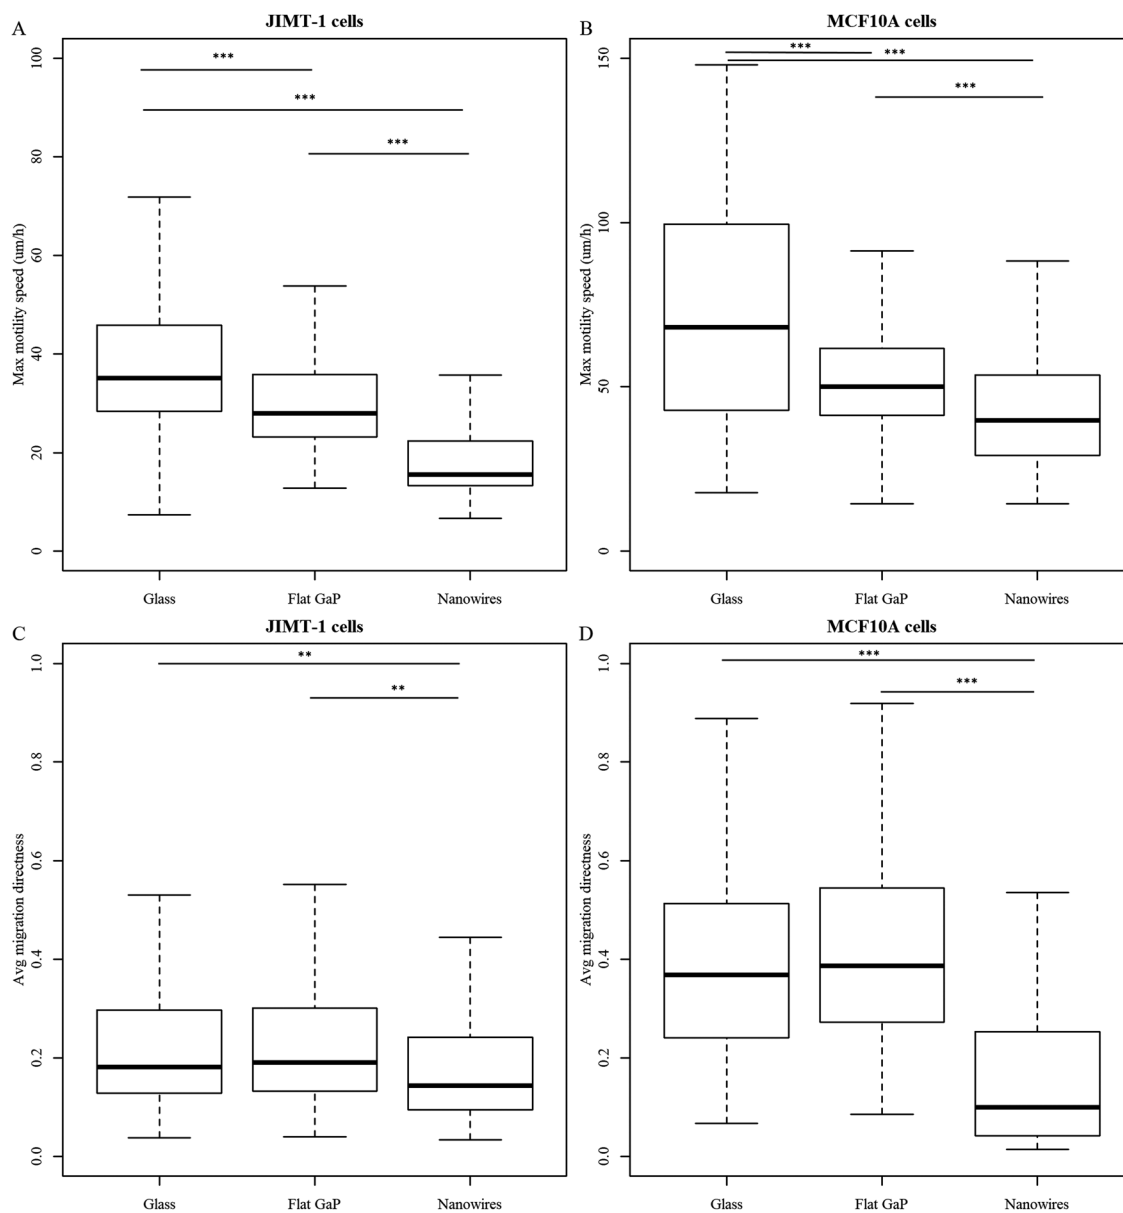 A
JIMT-1 cells
Max motility speed (um/h)
100
80
60
40
20
0
***
***
***
Glass
Flat GaP
Nanowires
B
MCF10A cells
Max motility speed (um/h)
150
100
50
0
***
***
***
Glass
Flat GaP
Nanowires
C
JIMT-1 cells
Avg migration directness
1.0
0.8
0.6
0.4
0.2
0.0
**
**
Glass
Flat GaP
Nanowires
D
MCF10A cells
Avg migration directness
1.0
0.8
0.6
0.4
0.2
0.0
***
***
Glass
Flat GaP
Nanowires